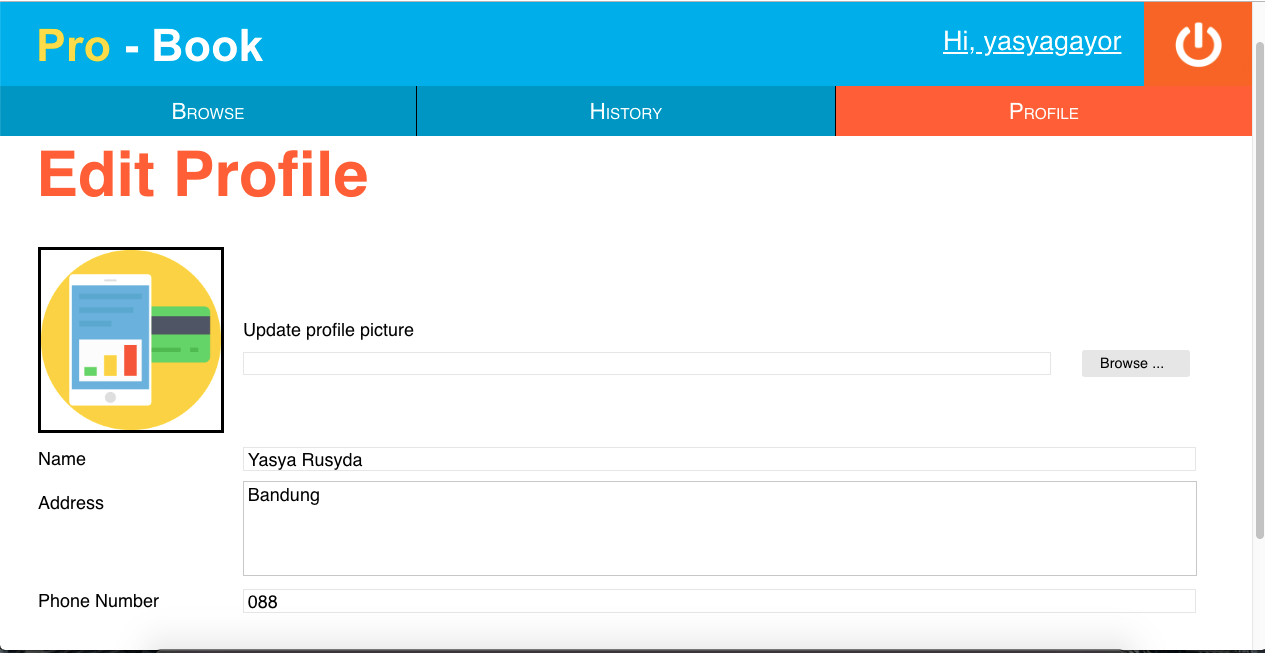 Pro - Book
Hi, yasyagayor
Browse
History
Profile
Edit Profile
Update profile picture
Browse ...
Name
Yasya Rusyda
Address
Bandung
Phone Number
088